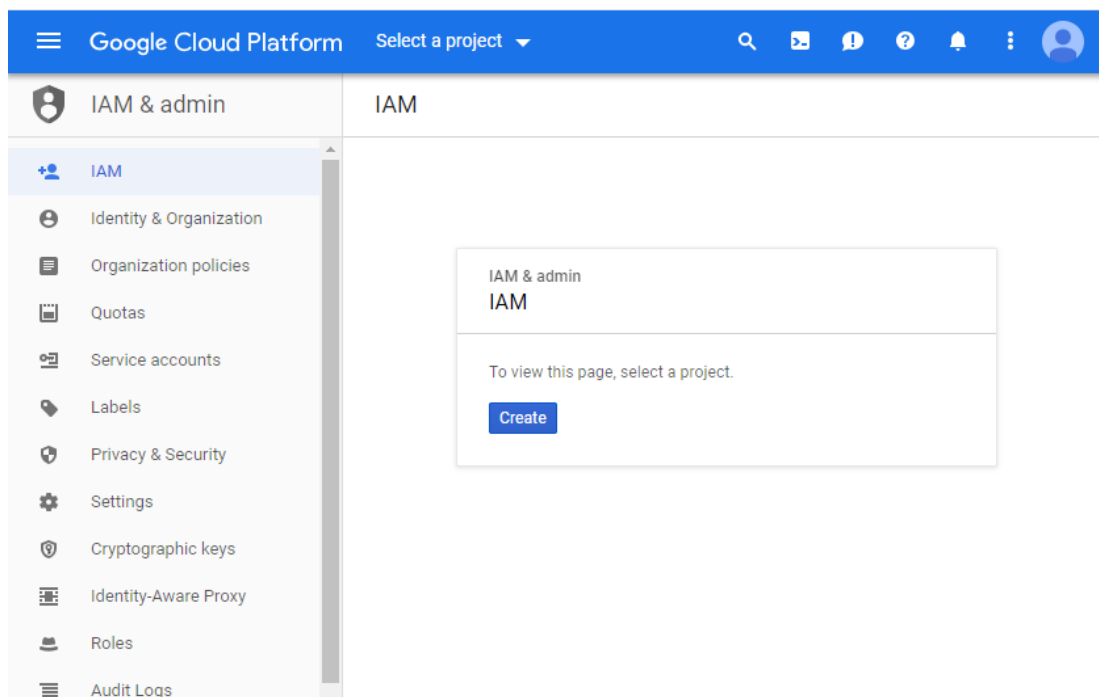 Google Cloud Platform
Select a project
IAM & admin
IAM
IAM
Identity & Organization
Organization policies
Quotas
Service accounts
Labels
Privacy & Security
Settings
Cryptographic keys
Identity-Aware Proxy
Roles
Audit Logs
IAM & admin
IAM
To view this page, select a project.
Create